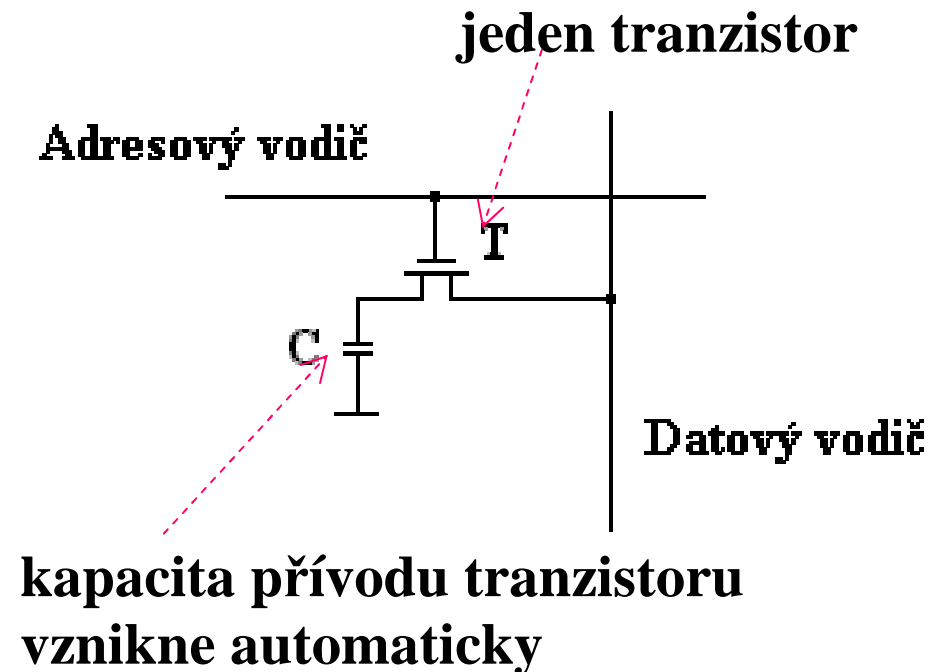 jeden tranzistor
Adresový vodič
T
C
Datový vodič
kapacita přívodu tranzistoru
vznikne automaticky